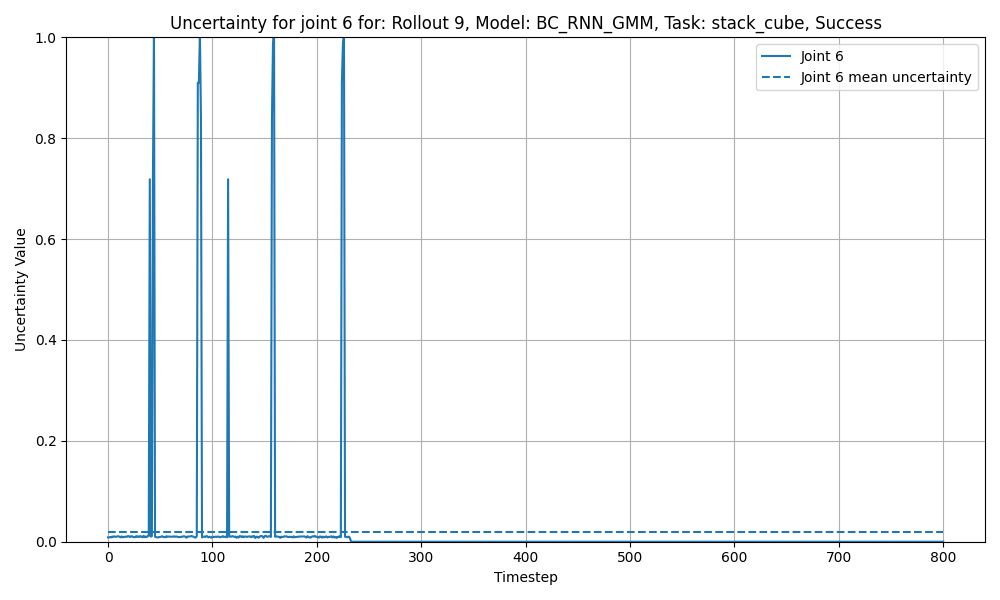 Uncertainty for joint 6 for: Rollout 9, Model: BC_RNN_GMM, Task: stack_cube, Success
Joint 6
Joint 6 mean uncertainty
Uncertainty Value
1.0
0.8
0.6
0.4
0.2
0.0
0 100 200 300 400 500 600 700 800
Timestep